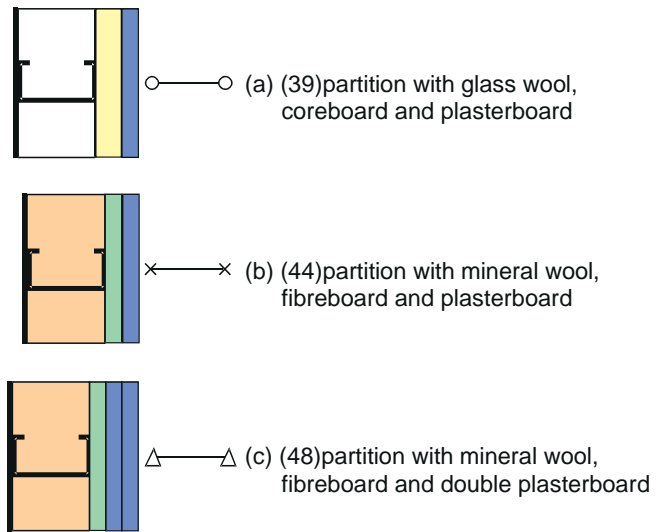 (a) (39)partition with glass wool,
coreboard and plasterboard
(b) (44)partition with mineral wool,
fibreboard and plasterboard
(c) (48)partition with mineral wool,
fibreboard and double plasterboard